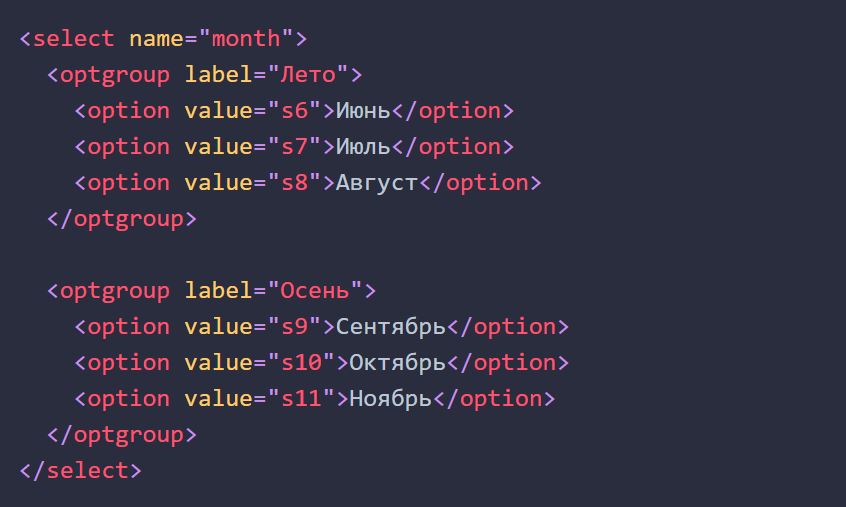 <select name="month">
  <optgroup label="Лето">
    <option value="s6">Июнь</option>
    <option value="s7">Июль</option>
    <option value="s8">Август</option>
  </optgroup>

  <optgroup label="Осень">
    <option value="s9">Сентябрь</option>
    <option value="s10">Октябрь</option>
    <option value="s11">Ноябрь</option>
  </optgroup>
</select>